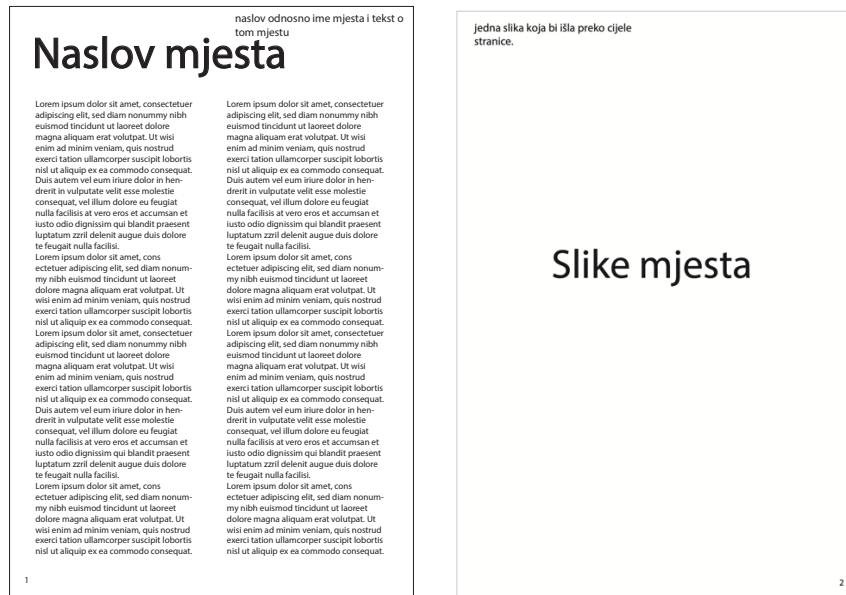 naslov odnosno ime mjesta i tekst o
tom mjestu
Naslov mjesta
Lorem ipsum dolor sit amet, consectetuer
adipiscing elit, sed diam nonummy nibh
euismod tincidunt ut laoreet dolore
magna aliquam erat volutpat. Ut wisi
enim ad minim veniam, quis nostrud
exerci tation ullamcorper suscipit lobortis
nisl ut aliquip ex ea commodo consequat.
Duis autem vel eum iriure dolor in hen-
drerit in vulputate velit esse molestie
consequat, vel illum dolore eu feugiat
nulla facilisis at vero eros et accumsan et
iusto odio dignissim qui blandit praesent
luptatum zzril delenit augue duis dolore
te feugait nulla facilisi.
Lorem ipsum dolor sit amet, cons
ectetuer adipiscing elit, sed diam nonum-
my nibh euismod tincidunt ut laoreet
dolore magna aliquam erat volutpat. Ut
wisi enim ad minim veniam, quis nostrud
exerci tation ullamcorper suscipit lobortis
nisl ut aliquip ex ea commodo consequat.
Lorem ipsum dolor sit amet, consectetuer
adipiscing elit, sed diam nonummy nibh
euismod tincidunt ut laoreet dolore
magna aliquam erat volutpat. Ut wisi
enim ad minim veniam, quis nostrud
exerci tation ullamcorper suscipit lobortis
nisl ut aliquip ex ea commodo consequat.
Duis autem vel eum iriure dolor in hen-
drerit in vulputate velit esse molestie
consequat, vel illum dolore eu feugiat
nulla facilisis at vero eros et accumsan et
iusto odio dignissim qui blandit praesent
luptatum zzril delenit augue duis dolore
te feugait nulla facilisi.
Lorem ipsum dolor sit amet, cons
ectetuer adipiscing elit, sed diam nonum-
my nibh euismod tincidunt ut laoreet
dolore magna aliquam erat volutpat. Ut
wisi enim ad minim veniam, quis nostrud
exerci tation ullamcorper suscipit lobortis
nisl ut aliquip ex ea commodo consequat.
Lorem ipsum dolor sit amet, consectetuer
adipiscing elit, sed diam nonummy nibh
euismod tincidunt ut laoreet dolore
magna aliquam erat volutpat. Ut wisi
enim ad minim veniam, quis nostrud
exerci tation ullamcorper suscipit lobortis
nisl ut aliquip ex ea commodo consequat.
Duis autem vel eum iriure dolor in hen-
drerit in vulputate velit esse molestie
consequat, vel illum dolore eu feugiat
nulla facilisis at vero eros et accumsan et
iusto odio dignissim qui blandit praesent
luptatum zzril delenit augue duis dolore
te feugait nulla facilisi.
Lorem ipsum dolor sit amet, cons
ectetuer adipiscing elit, sed diam nonum-
my nibh euismod tincidunt ut laoreet
dolore magna aliquam erat volutpat. Ut
wisi enim ad minim veniam, quis nostrud
exerci tation ullamcorper suscipit lobortis
nisl ut aliquip ex ea commodo consequat.
Lorem ipsum dolor sit amet, consectetuer
adipiscing elit, sed diam nonummy nibh
euismod tincidunt ut laoreet dolore
magna aliquam erat volutpat. Ut wisi
enim ad minim veniam, quis nostrud
exerci tation ullamcorper suscipit lobortis
nisl ut aliquip ex ea commodo consequat.
Duis autem vel eum iriure dolor in hen-
drerit in vulputate velit esse molestie
consequat, vel illum dolore eu feugiat
nulla facilisis at vero eros et accumsan et
iusto odio dignissim qui blandit praesent
luptatum zzril delenit augue duis dolore
te feugait nulla facilisi.
Lorem ipsum dolor sit amet, cons
ectetuer adipiscing elit, sed diam nonum-
my nibh euismod tincidunt ut laoreet
dolore magna aliquam erat volutpat. Ut
wisi enim ad minim veniam, quis nostrud
exerci tation ullamcorper suscipit lobortis
nisl ut aliquip ex ea commodo consequat.
1
jedna slika koja bi išla preko cijele
stranice.
Slike mjesta
2